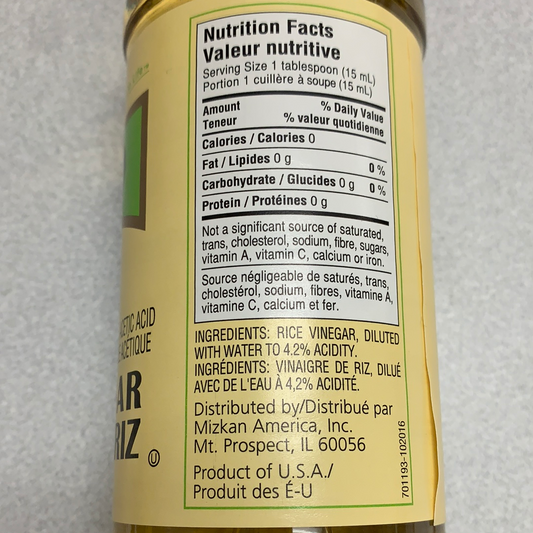 Nutrition Facts
Valeur nutritive
Serving Size 1 tablespoon (15 mL)
Portion 1 cuillère à soupe (15 mL)
Amount % Daily Value
Teneur % valeur quotidienne
Calories / Calories 0
Fat / Lipides 0 g 0 %
Carbohydrate / Glucides 0 g 0 %
Protein / Protéines 0 g
Not a significant source of saturated,
trans, cholesterol, sodium, fibre, sugars,
vitamin A, vitamin C, calcium or iron.
Source négligeable de saturés, trans,
cholestérol, sodium, fibres, vitamine A,
vitamine C, calcium et fer.
INGREDIENTS: RICE VINEGAR, DILUTED
WITH WATER TO 4.2% ACIDITY.
INGRÉDIENTS: VINAIGRE DE RIZ, DILUÉ
AVEC DE L'EAU À 4,2% ACIDITÉ.
Distributed by/Distribué par
Mizkan America, Inc.
Mt. Prospect, IL 60056
Product of U.S.A./
Produit des É-U
701193-102016
CETIC ACID
ACÉTIQUE
AR
RIZ
U